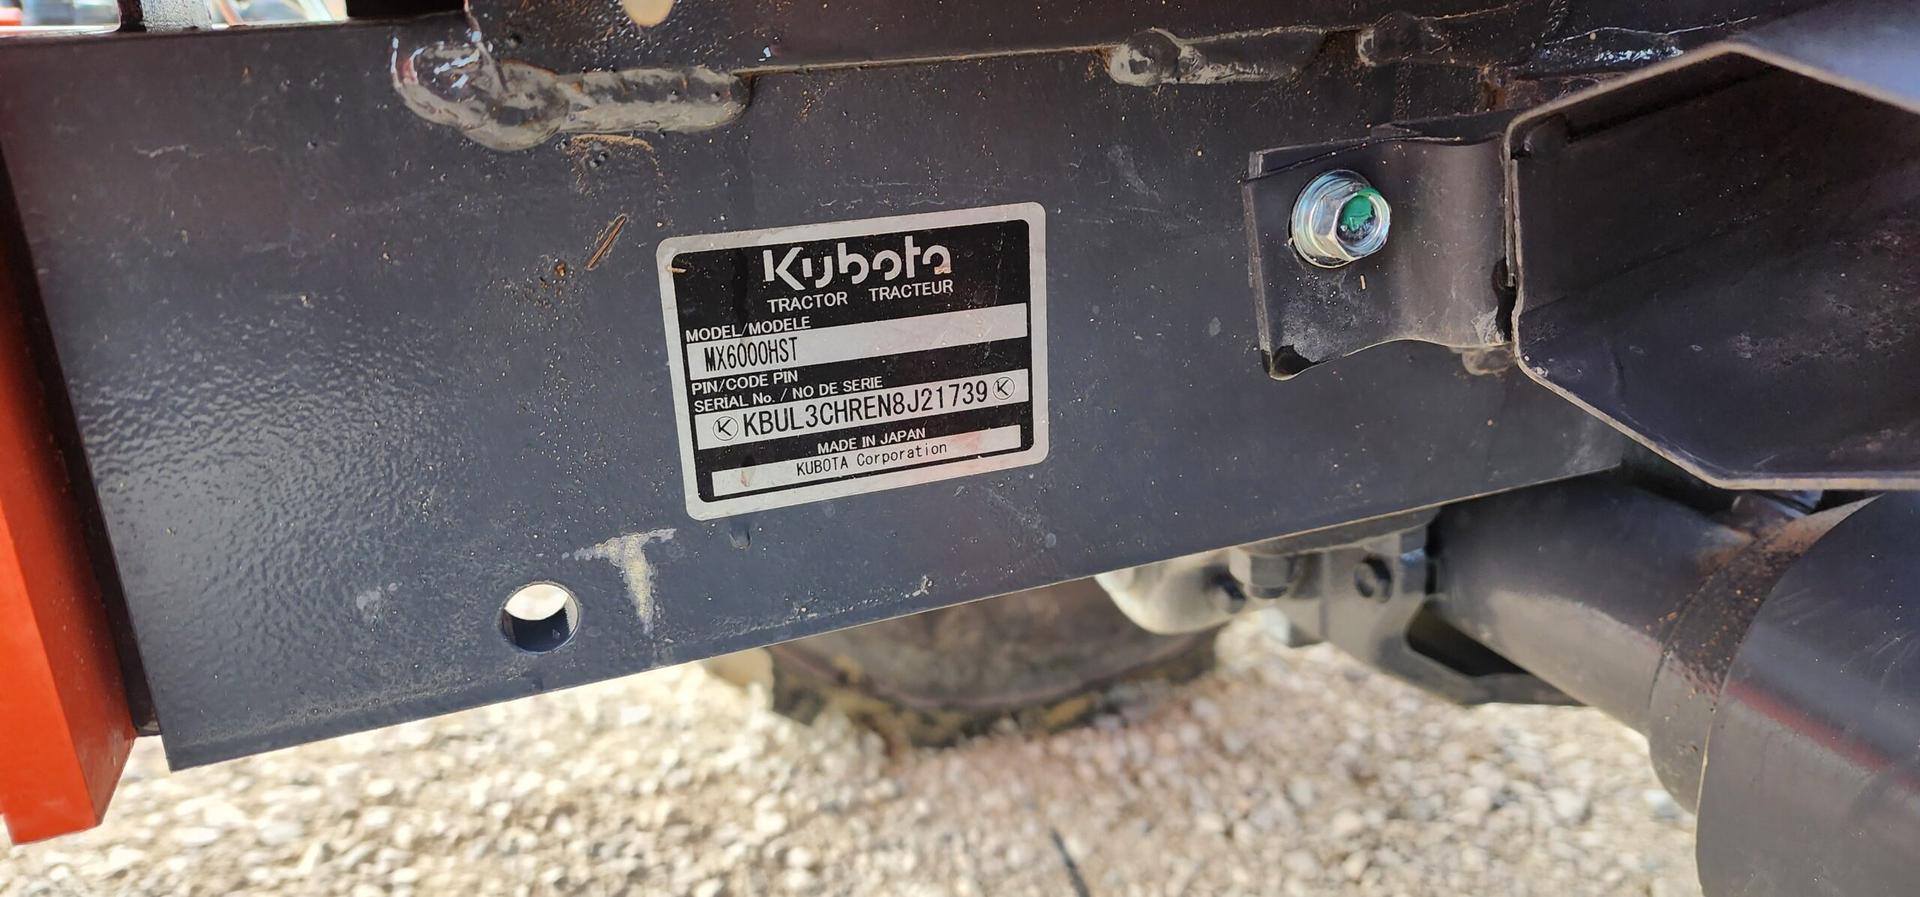 Kubota
TRACTOR TRACTEUR
MODEL/MODELE
MX6000HST
PIN/CODE PIN
SERIAL No. / NO DE SERIE
KBUL3CHREN8J21739
MADE IN JAPAN
KUBOTA Corporation